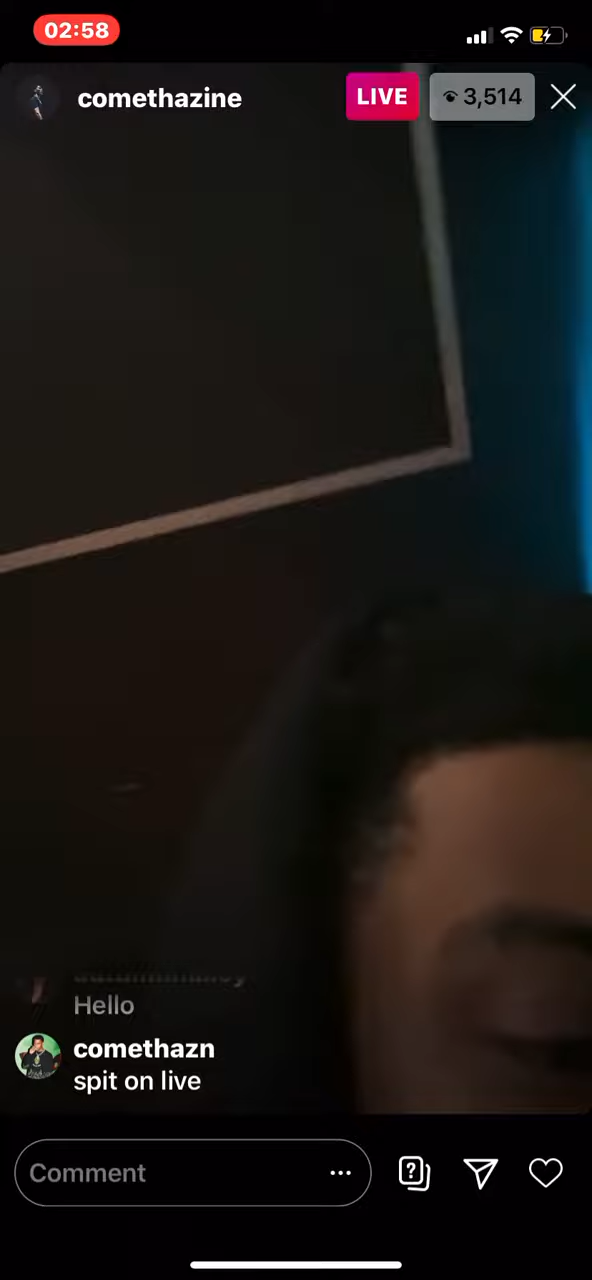 02:58
comethazine
LIVE
3,514
Hello
comethazn
spit on live
Comment